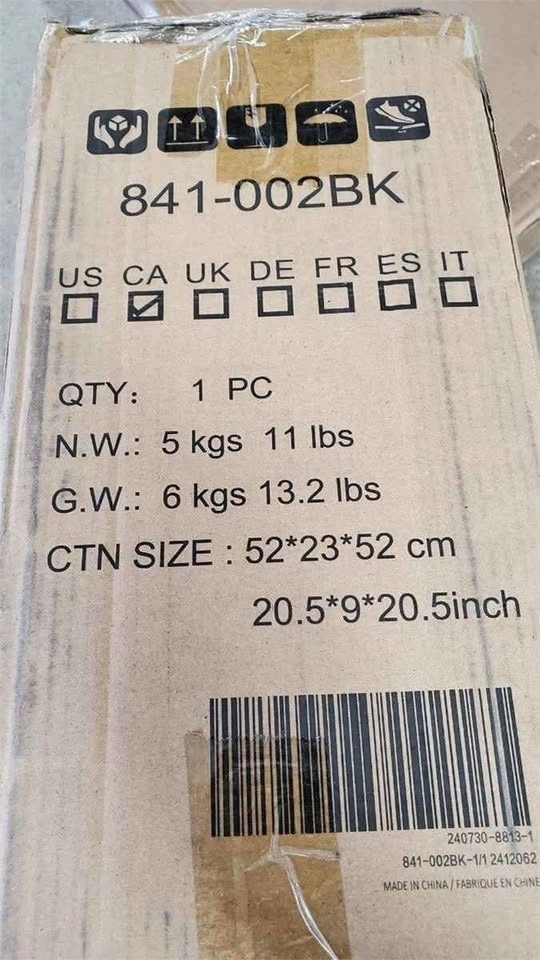 841-002BK
US CA UK DE FR ES IT
QTY: 1 PC
N.W.: 5 kgs 11 lbs
G.W.: 6 kgs 13.2 lbs
CTN SIZE : 52*23*52 cm
20.5*9*20.5inch
240730-8813-1
841-002BK-1/1 2412062
MADE IN CHINA / FABRIQUE EN CHINE